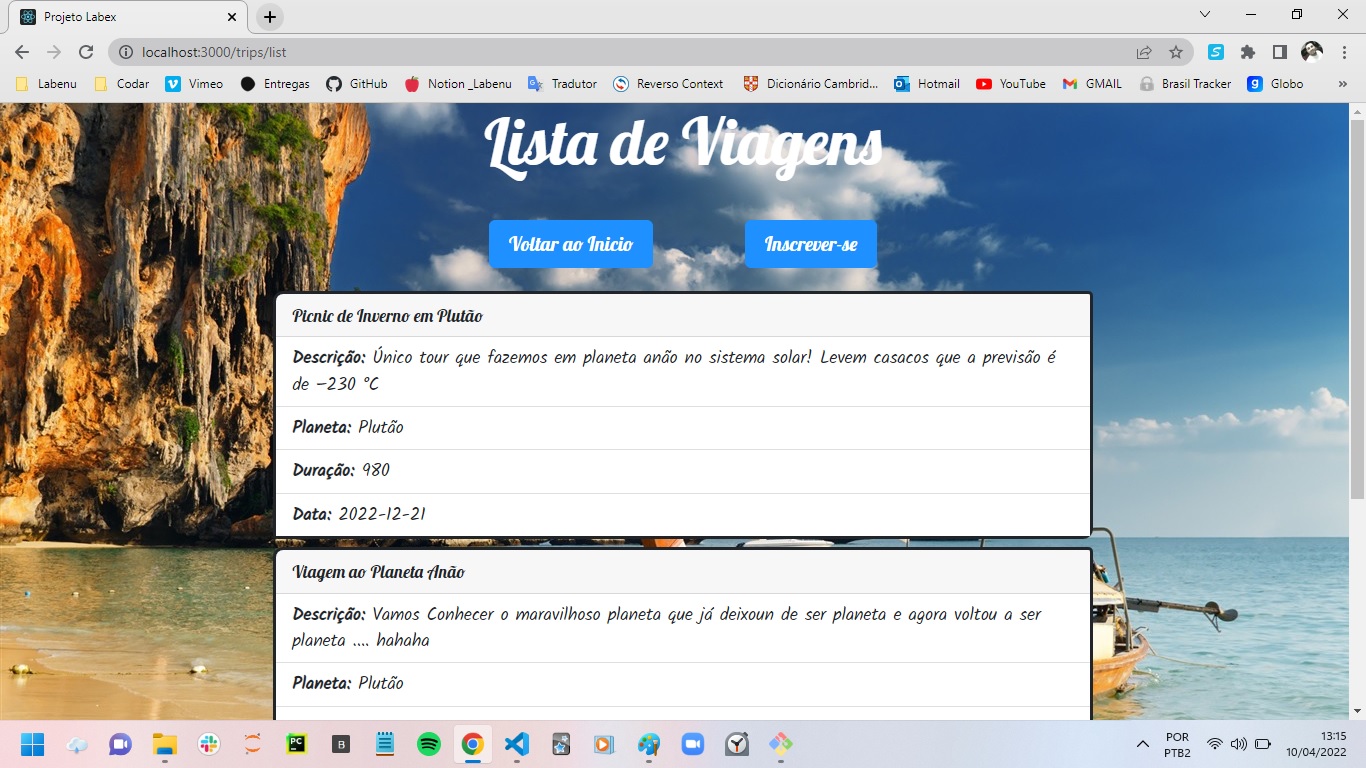 Projeto Labex
localhost:3000/trips/list
Labenu
Codar
Vimeo
Entregas
GitHub
Notion _Labenu
Tradutor
Reverso Context
Dicionário Cambrid...
Hotmail
YouTube
GMAIL
Brasil Tracker
Globo
»
Lista de Viagens
Voltar ao Inicio
Inscrever-se
Picnic de Inverno em Plutão
Descrição: Único tour que fazemos em planeta anão no sistema solar! Levem casacos que a previsão é
de –230 °C
Planeta: Plutão
Duração: 980
Data: 2022-12-21
Viagem ao Planeta Anão
Descrição: Vamos Conhecer o maravilhoso planeta que já deixoun de ser planeta e agora voltou a ser
planeta .... hahaha
Planeta: Plutão
POR
PTB2
13:15
10/04/2022